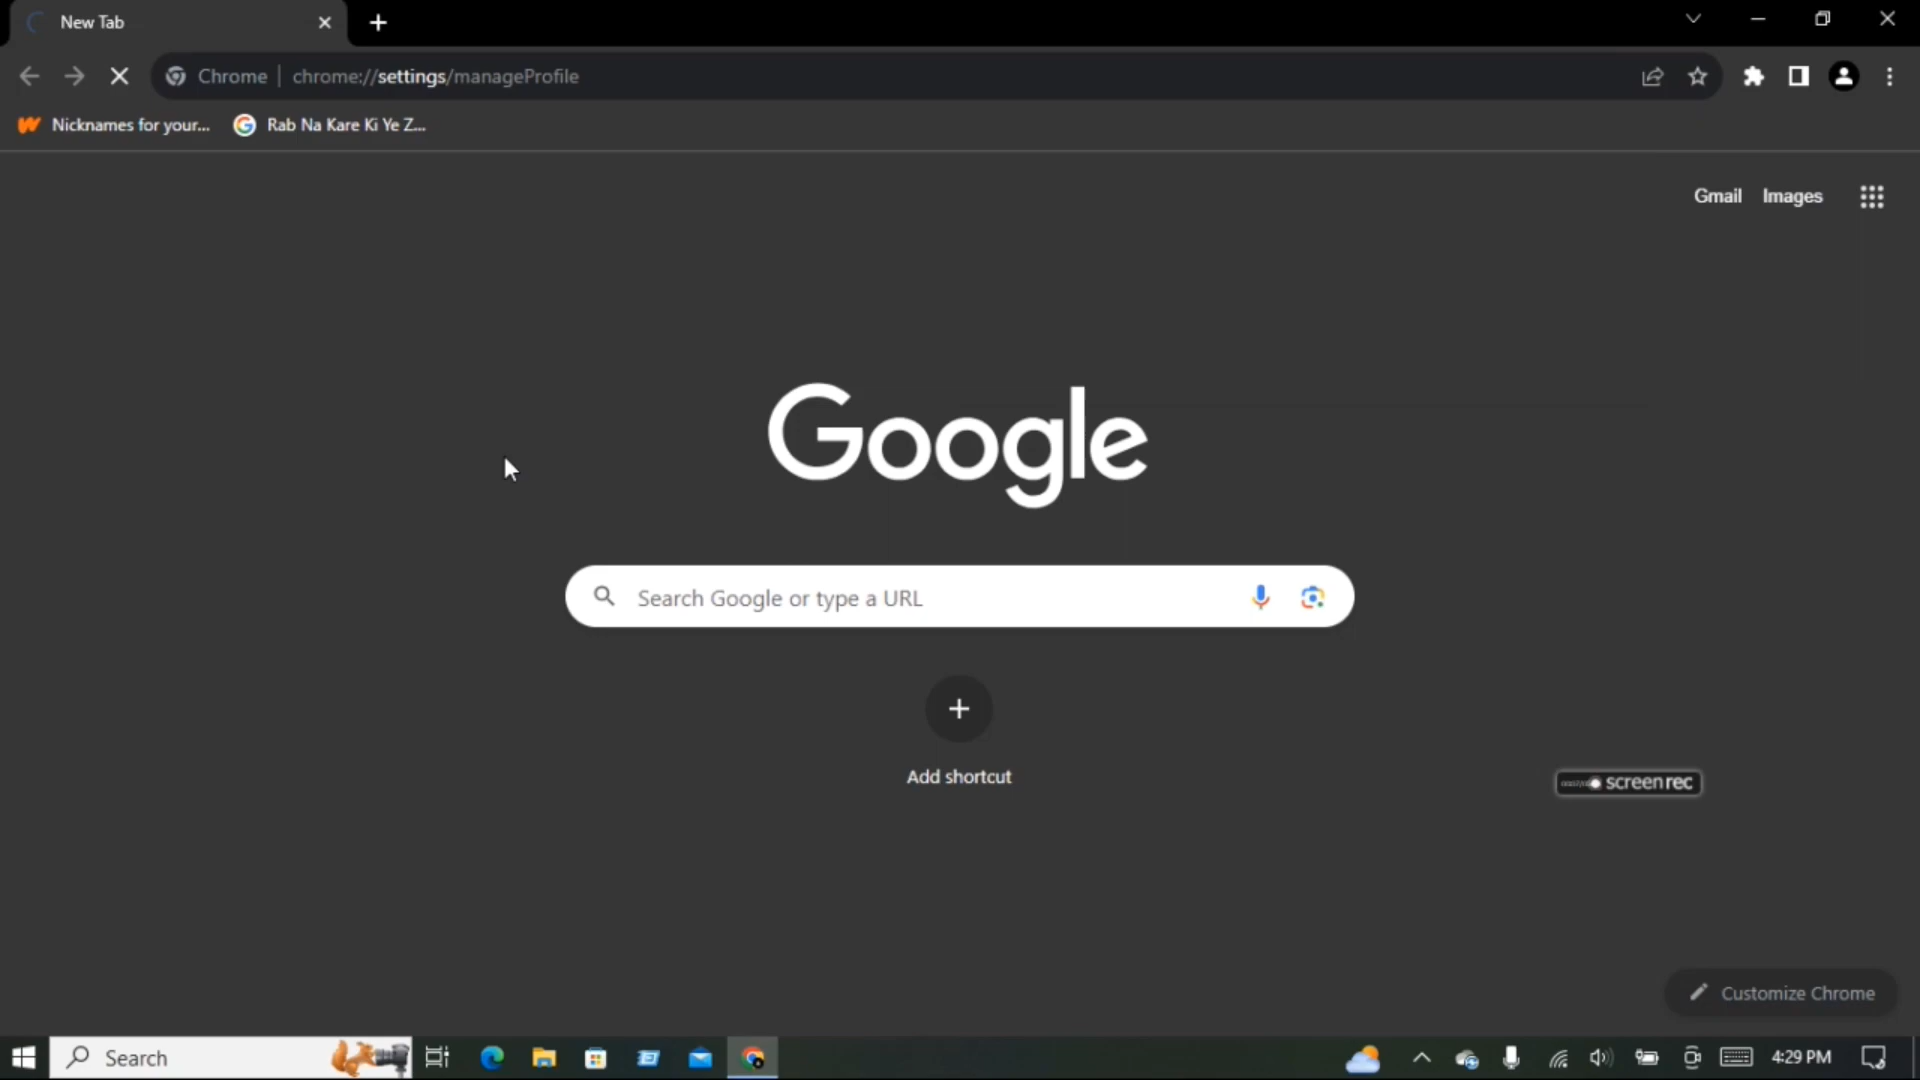 New Tab
Chrome | chrome://settings/manageProfile
Nicknames for your... Rab Na Kare Ki Ye Z...
Gmail Images
Google
Search Google or type a URL
Add shortcut
screenrec
Customize Chrome
Search 4:29 PM